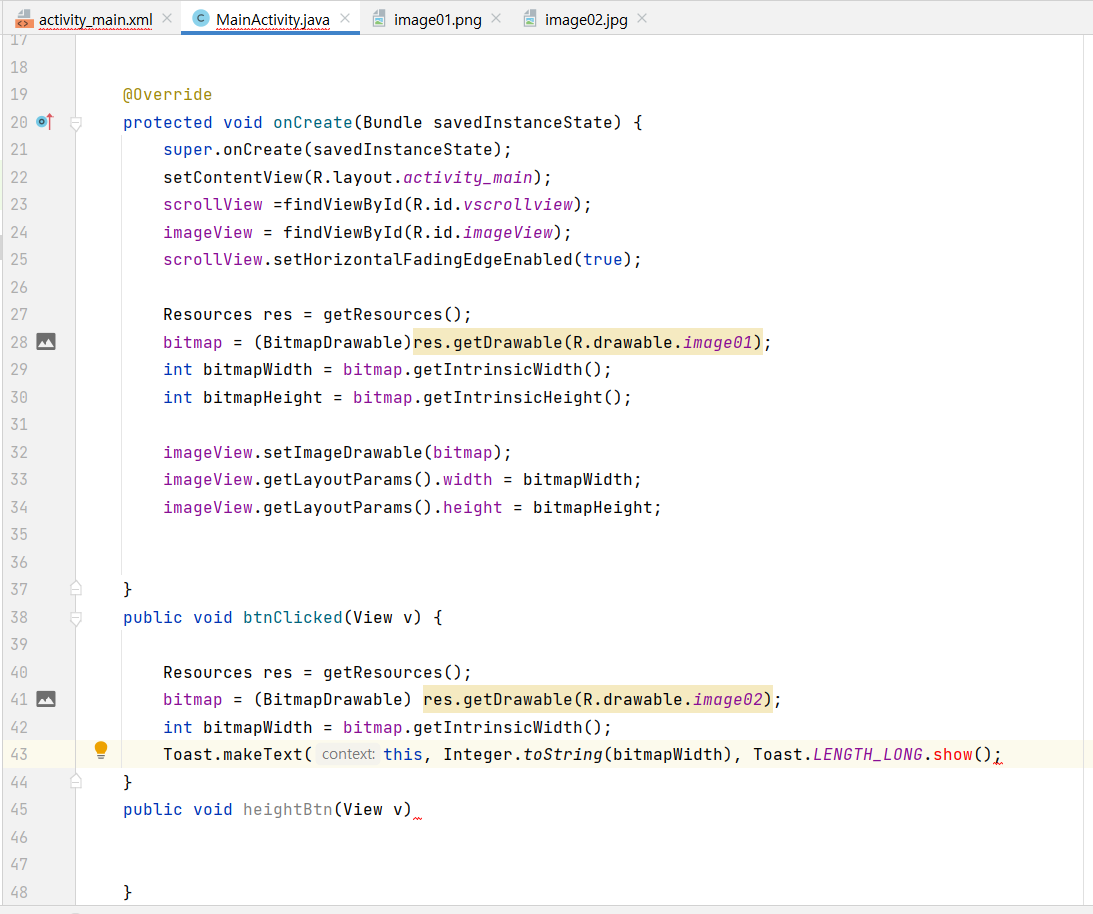 activity_main.xml MainActivity.java image01.png image02.jpg
17
18
19 @Override
20 protected void onCreate(Bundle savedInstanceState) {
21 super.onCreate(savedInstanceState);
22 setContentView(R.layout.activity_main);
23 scrollView =findViewById(R.id.vscrollview);
24 imageView = findViewById(R.id.imageView);
25 scrollView.setHorizontalFadingEdgeEnabled(true);
26
27 Resources res = getResources();
28 bitmap = (BitmapDrawable)res.getDrawable(R.drawable.image01);
29 int bitmapWidth = bitmap.getIntrinsicWidth();
30 int bitmapHeight = bitmap.getIntrinsicHeight();
31
32 imageView.setImageDrawable(bitmap);
33 imageView.getLayoutParams().width = bitmapWidth;
34 imageView.getLayoutParams().height = bitmapHeight;
35
36
37 }
38 public void btnClicked(View v) {
39
40 Resources res = getResources();
41 bitmap = (BitmapDrawable) res.getDrawable(R.drawable.image02);
42 int bitmapWidth = bitmap.getIntrinsicWidth();
43 Toast.makeText( context: this, Integer.toString(bitmapWidth), Toast.LENGTH_LONG.show();
44 }
45 public void heightBtn(View v)
46
47
48 }